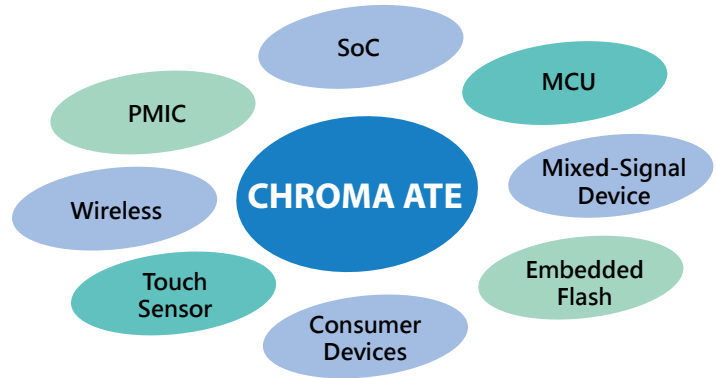 SoC
MCU
PMIC
Mixed-Signal
Device
CHROMA ATE
Wireless
Embedded
Flash
Touch
Sensor
Consumer
Devices